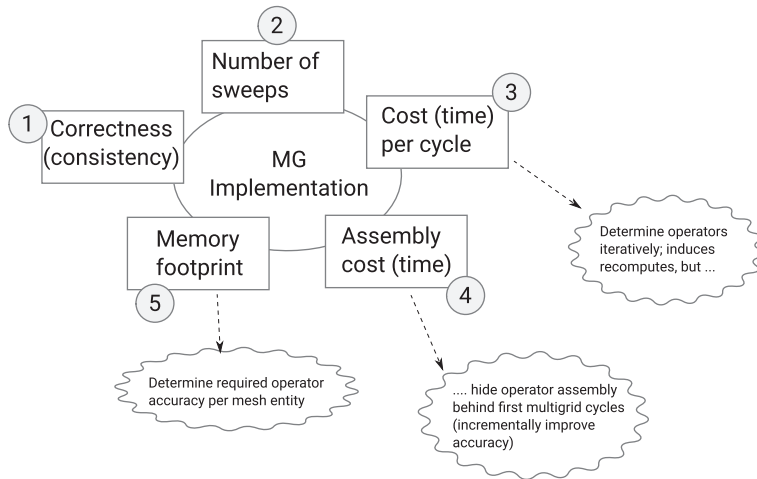 2
Number of
sweeps
3
Cost (time)
per cycle
1
Correctness
(consistency)
MG
Implementation
Memory
footprint
5
Assembly
cost (time)
4
Determine operators
iteratively; induces
recomputes, but ...
Determine required operator
accuracy per mesh entity
.... hide operator assembly
behind first multigrid cycles
(incrementally improve
accuracy)